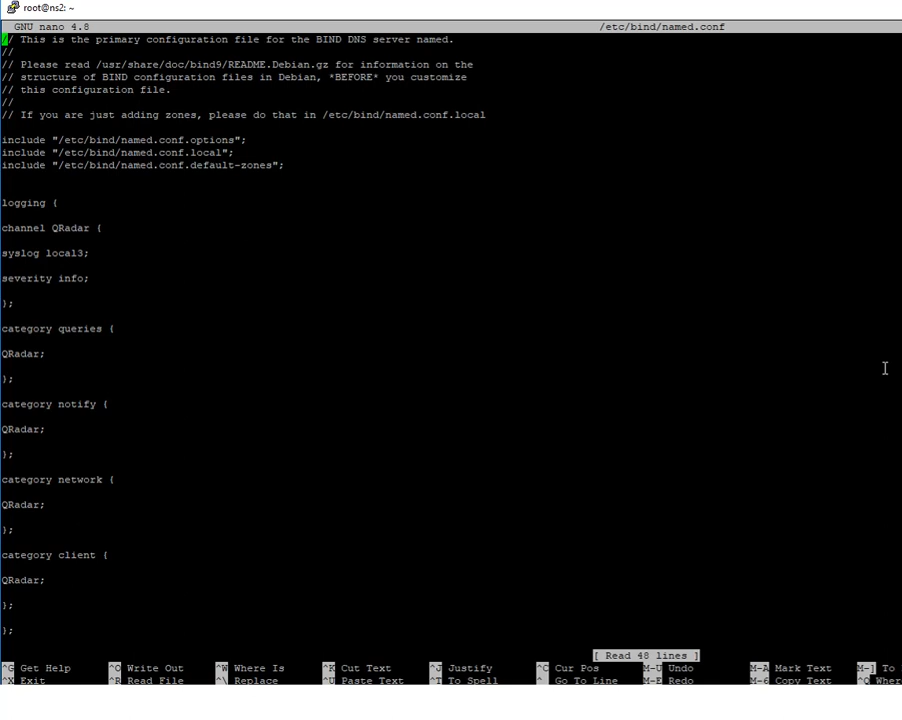 root@ns2: ~
GNU nano 4.8 /etc/bind/named.conf
// This is the primary configuration file for the BIND DNS server named.
//
// Please read /usr/share/doc/bind9/README.Debian.gz for information on the
// structure of BIND configuration files in Debian, *BEFORE* you customize
// this configuration file.
//
// If you are just adding zones, please do that in /etc/bind/named.conf.local
include "/etc/bind/named.conf.options";
include "/etc/bind/named.conf.local";
include "/etc/bind/named.conf.default-zones";
logging {
channel QRadar {
syslog local3;
severity info;
};
category queries {
QRadar;
};
category notify {
QRadar;
};
category network {
QRadar;
};
category client {
QRadar;
};
};
[ Read 48 lines ]
^G Get Help ^O Write Out ^W Where Is ^K Cut Text ^J Justify ^C Cur Pos M-U Undo M-A Mark Text M-] To
^X Exit ^R Read File ^\ Replace ^U Paste Text ^T To Spell ^_ Go To Line M-E Redo M-6 Copy Text ^Q Wher